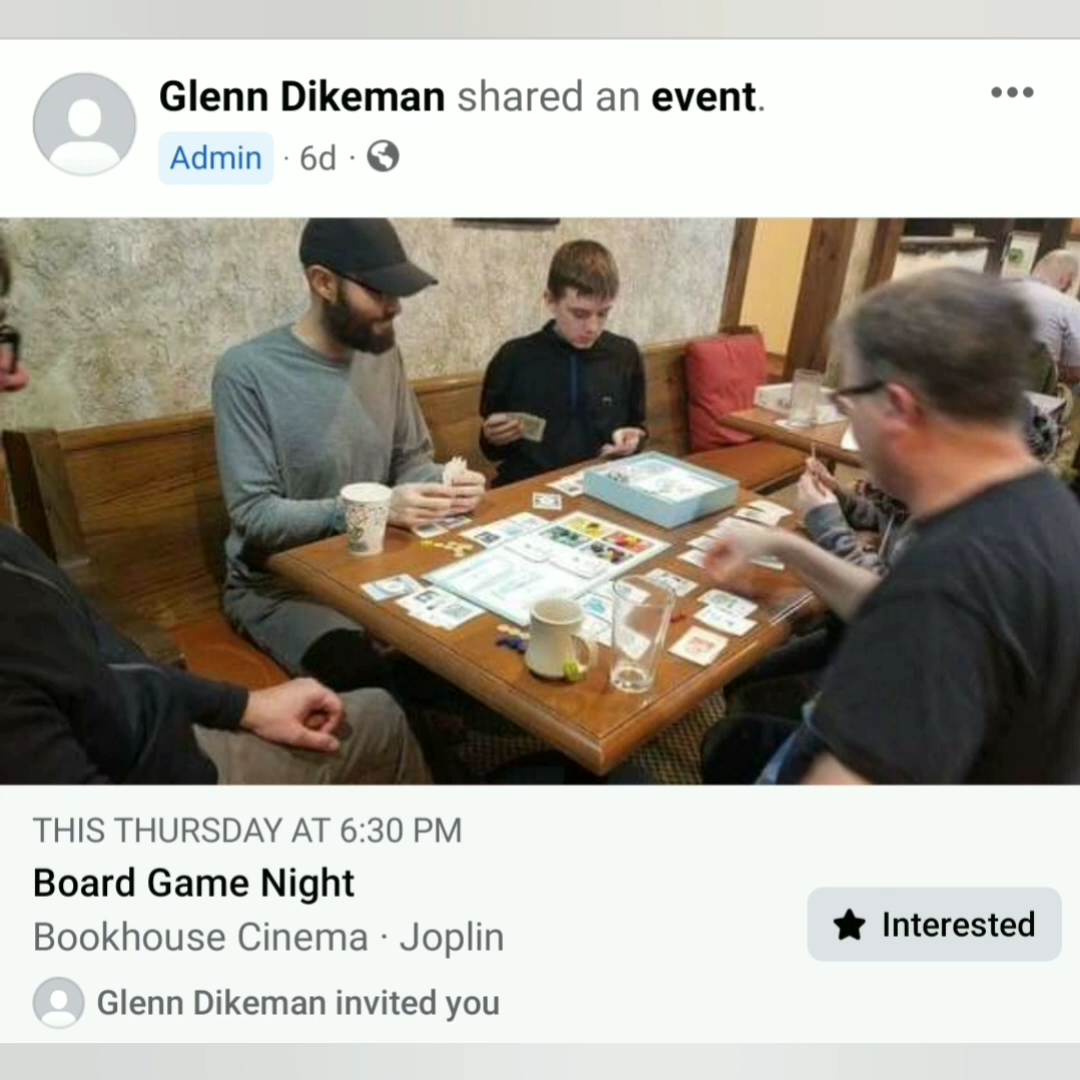 Glenn Dikeman shared an event.
Admin · 6d ·
THIS THURSDAY AT 6:30 PM
Board Game Night
Bookhouse Cinema · Joplin
Interested
Glenn Dikeman invited you